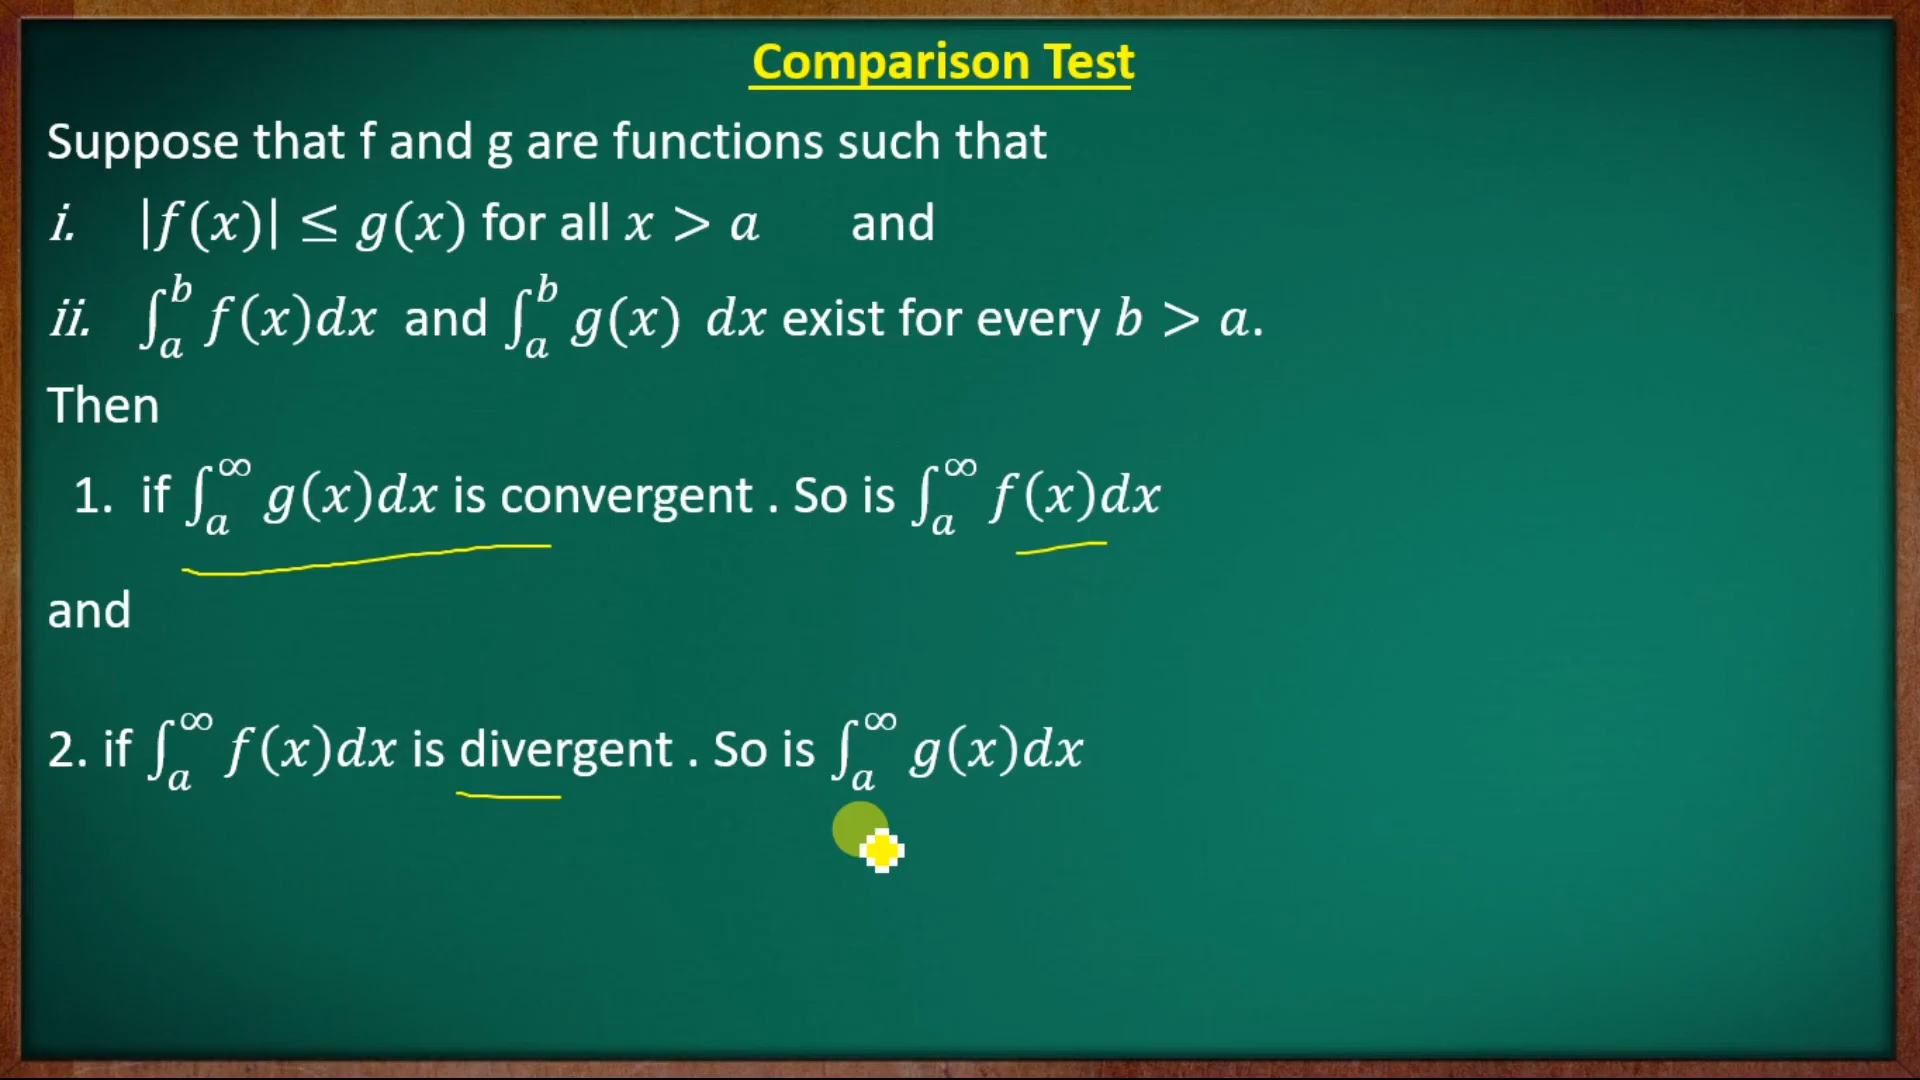 Comparison Test
Suppose that f and g are functions such that
i. |f(x)| ≤ g(x) for all x > a and
ii. ∫_a^b f(x)dx and ∫_a^b g(x) dx exist for every b > a.
Then
1. if ∫_a^∞ g(x)dx is convergent . So is ∫_a^∞ f(x)dx
and
2. if ∫_a^∞ f(x)dx is divergent . So is ∫_a^∞ g(x)dx